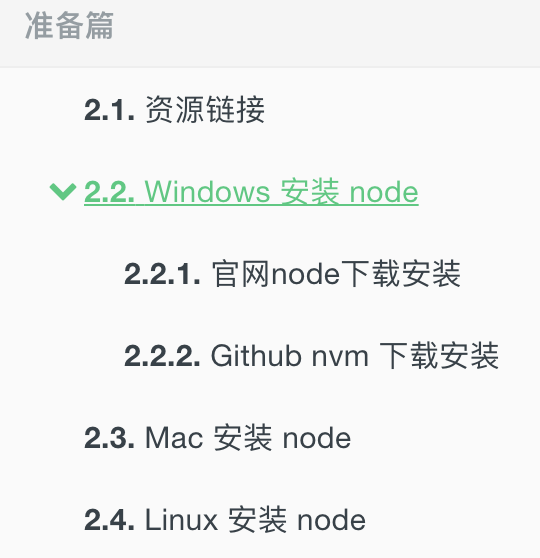 准备篇
2.1. 资源链接
2.2. Windows 安装 node
2.2.1. 官网node下载安装
2.2.2. Github nvm 下载安装
2.3. Mac 安装 node
2.4. Linux 安装 node